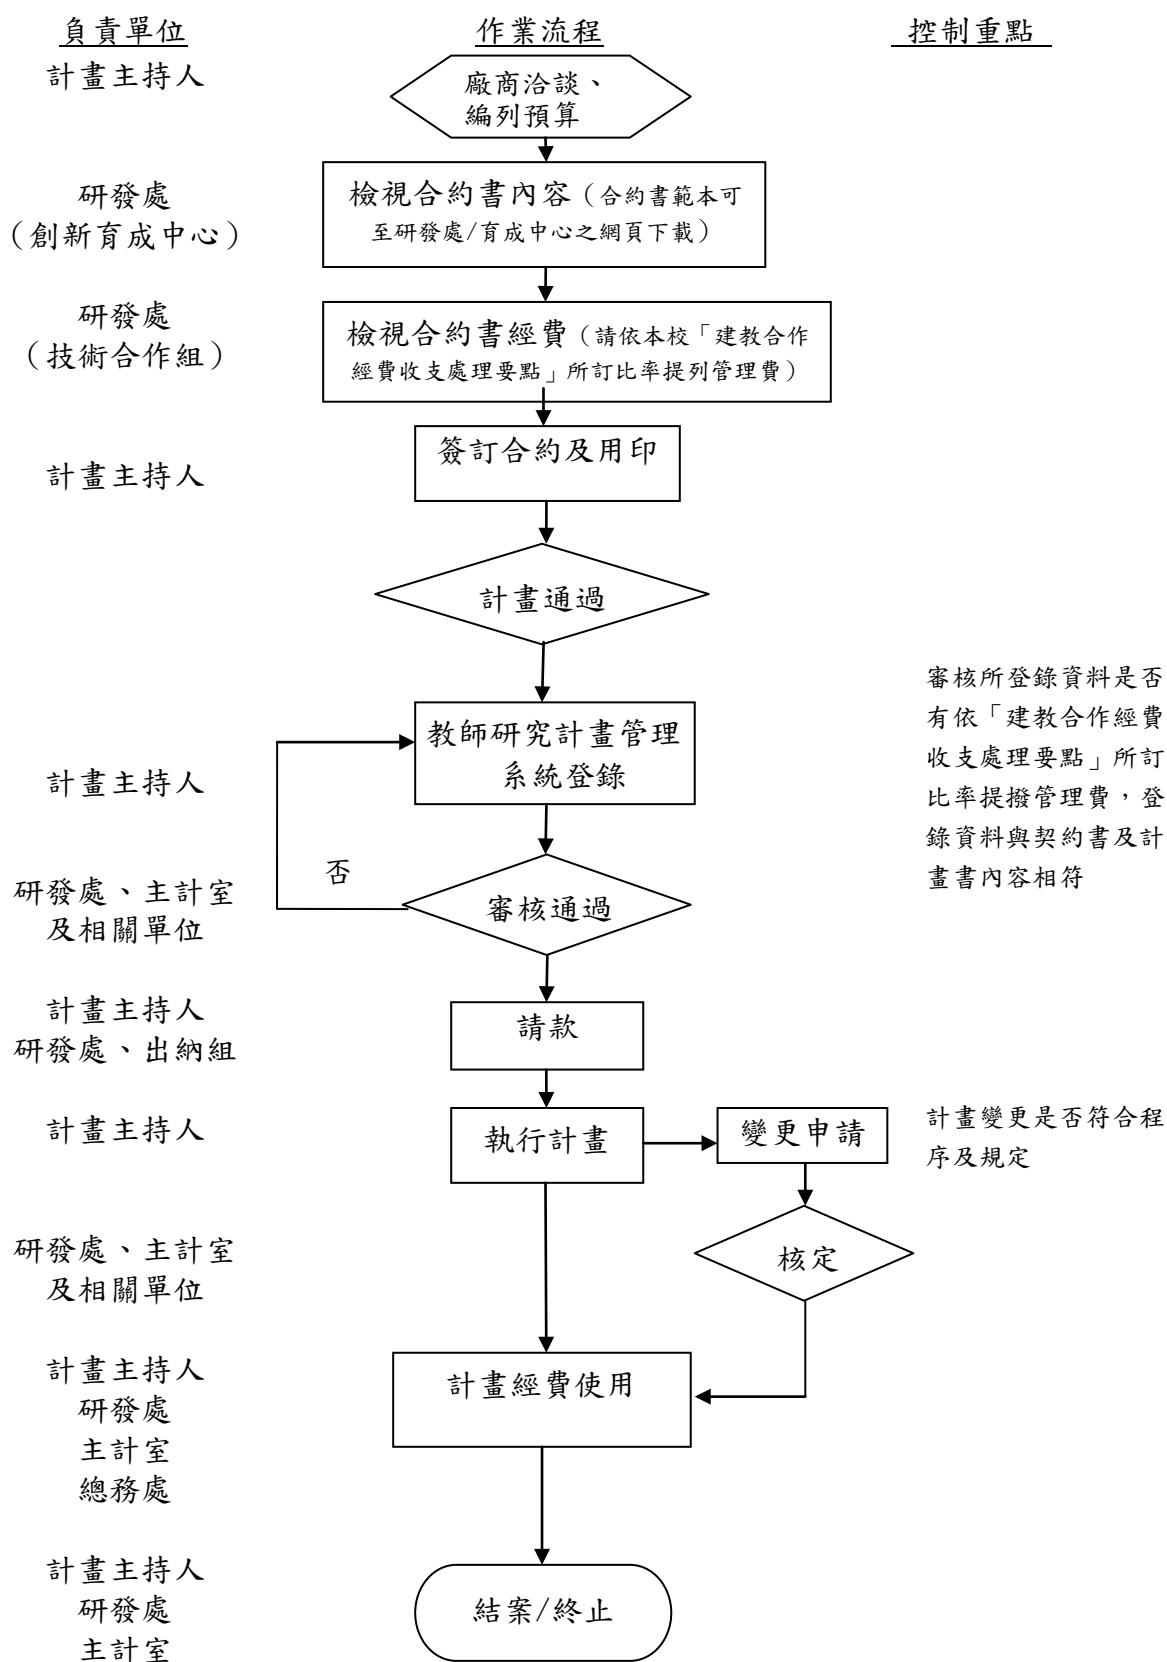 負責單位
作業流程
控制重點
計畫主持人
廠商洽談、
編列預算
研發處
（創新育成中心）
檢視合約書內容（合約書範本可
至研發處/育成中心之網頁下載）
研發處
（技術合作組）
檢視合約書經費（請依本校「建教合作
經費收支處理要點」所訂比率提列管理費）
計畫主持人
簽訂合約及用印
計畫通過
計畫主持人
教師研究計畫管理
系統登錄
審核所登錄資料是否
有依「建教合作經費
收支處理要點」所訂
比率提撥管理費，登
錄資料與契約書及計
畫書內容相符
否
研發處、主計室
及相關單位
審核通過
計畫主持人
研發處、出納組
請款
計畫主持人
執行計畫
變更申請
計畫變更是否符合程
序及規定
研發處、主計室
及相關單位
核定
計畫主持人
研發處
主計室
總務處
計畫經費使用
計畫主持人
研發處
主計室
結案/終止